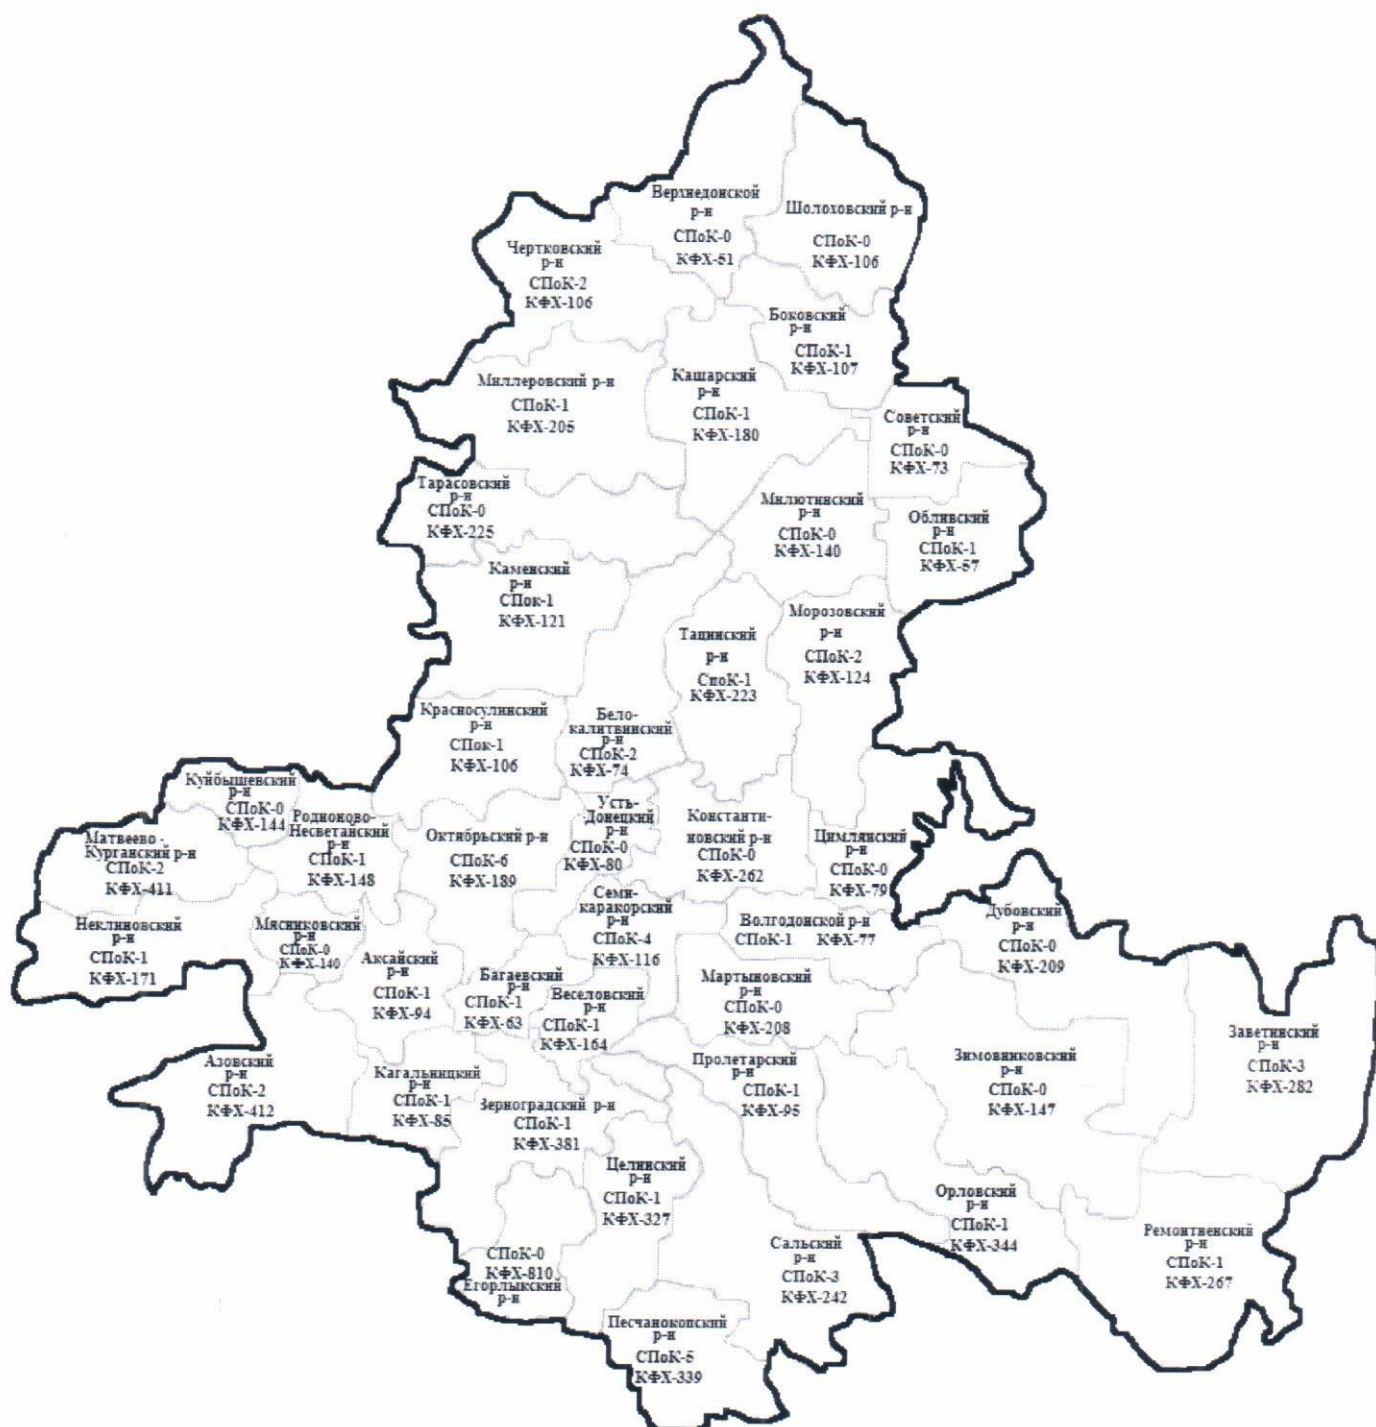 Верхнедонской
р-н
СПоК-0
КФХ-51
Шолоховский р-н
СПоК-0
КФХ-106
Чертковский
р-н
СПоК-2
КФХ-106
Боковский
р-н
СПоК-1
КФХ-107
Миллеровский р-н
СПоК-1
КФХ-205
Кашарский
р-н
СПоК-1
КФХ-180
Советский
р-н
СПоК-0
КФХ-73
Тарасовский
р-н
СПоК-0
КФХ-225
Милютинский
р-н
СПоК-0
КФХ-140
Обливский
р-н
СПоК-1
КФХ-57
Каменский
р-н
СПок-1
КФХ-121
Тацинский
р-н
СпоК-1
КФХ-223
Морозовский
р-н
СПоК-2
КФХ-124
Красносулинский
р-н
СПок-1
КФХ-106
Бело-
калитвинский
р-н
СПоК-2
КФХ-74
Куйбышевский
р-н
СПоК-0
КФХ-144
Родионово-
Несветайский
р-н
СПоК-1
КФХ-148
Матвеево -
Курганский р-н
СПоК-2
КФХ-411
Октябрьский р-н
СПоК-6
КФХ-189
Усть-
Донецкий
р-н
СПоК-0
КФХ-80
Константи-
новский р-н
СПоК-0
КФХ-262
Цимлянский
р-н
СПоК-0
КФХ-79
Неклиновский
р-н
СПоК-1
КФХ-171
Мясниковский
р-н
СПоК-0
КФХ-140
Аксайский
р-н
СПоК-1
КФХ-94
Семи-
каракорский
р-н
СПоК-4
КФХ-116
Волгодонской р-н
СПоК-1 КФХ-77
Дубовский
р-н
СПоК-0
КФХ-209
Багаевский
р-н
СПоК-1
КФХ-63
Веселовский
р-н
СПоК-1
КФХ-164
Мартыновский
р-н
СПоК-0
КФХ-208
Заветинский
р-н
СПоК-3
КФХ-282
Азовский
р-н
СПоК-2
КФХ-412
Кагальницкий
р-н
СПоК-1
КФХ-85
Зерноградский р-н
СПоК-1
КФХ-381
Пролетарский
р-н
СПоК-1
КФХ-95
Зимовниковский
р-н
СПоК-0
КФХ-147
Целинский
р-н
СПоК-1
КФХ-327
Орловский
р-н
СПоК-1
КФХ-344
Ремонтненский
р-н
СПоК-1
КФХ-267
СПоК-0
КФХ-810
Егорлыкский
р-н
Сальский
р-н
СПоК-3
КФХ-242
Песчанокопский
р-н
СПоК-5
КФХ-339